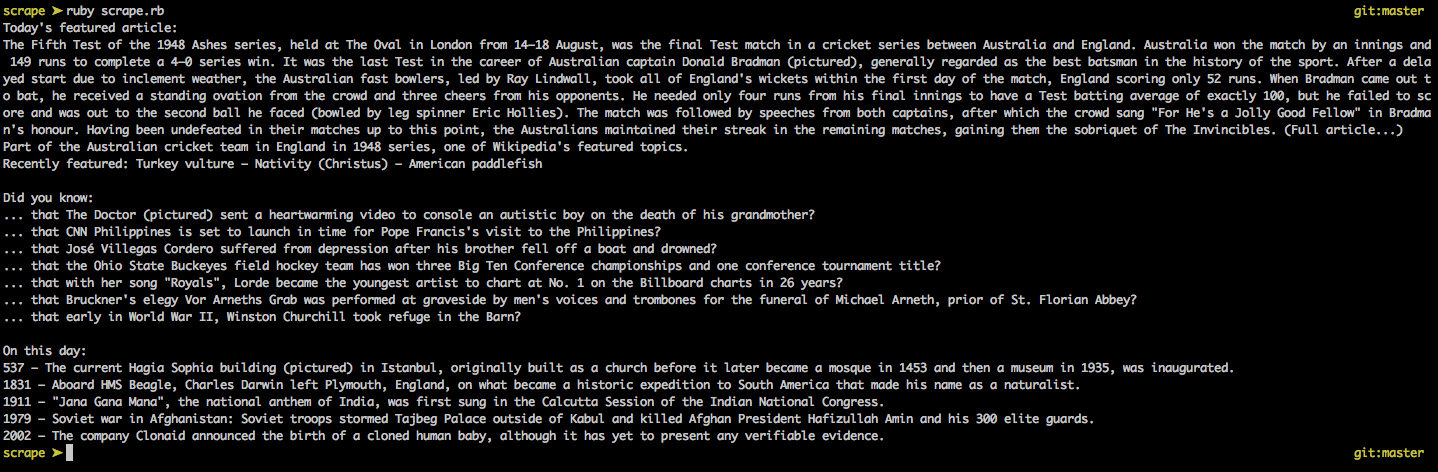 scrape ➤ ruby scrape.rb git:master
Today's featured article:
The Fifth Test of the 1948 Ashes series, held at The Oval in London from 14–18 August, was the final Test match in a cricket series between Australia and England. Australia won the match by an innings and
 149 runs to complete a 4–0 series win. It was the last Test in the career of Australian captain Donald Bradman (pictured), generally regarded as the best batsman in the history of the sport. After a dela
yed start due to inclement weather, the Australian fast bowlers, led by Ray Lindwall, took all of England's wickets within the first day of the match, England scoring only 52 runs. When Bradman came out t
o bat, he received a standing ovation from the crowd and three cheers from his opponents. He needed only four runs from his final innings to have a Test batting average of exactly 100, but he failed to sc
ore and was out to the second ball he faced (bowled by leg spinner Eric Hollies). The match was followed by speeches from both captains, after which the crowd sang "For He's a Jolly Good Fellow" in Bradma
n's honour. Having been undefeated in their matches up to this point, the Australians maintained their streak in the remaining matches, gaining them the sobriquet of The Invincibles. (Full article...)
Part of the Australian cricket team in England in 1948 series, one of Wikipedia's featured topics.
Recently featured: Turkey vulture – Nativity (Christus) – American paddlefish

Did you know:
... that The Doctor (pictured) sent a heartwarming video to console an autistic boy on the death of his grandmother?
... that CNN Philippines is set to launch in time for Pope Francis's visit to the Philippines?
... that José Villegas Cordero suffered from depression after his brother fell off a boat and drowned?
... that the Ohio State Buckeyes field hockey team has won three Big Ten Conference championships and one conference tournament title?
... that with her song "Royals", Lorde became the youngest artist to chart at No. 1 on the Billboard charts in 26 years?
... that Bruckner's elegy Vor Arneths Grab was performed at graveside by men's voices and trombones for the funeral of Michael Arneth, prior of St. Florian Abbey?
... that early in World War II, Winston Churchill took refuge in the Barn?

On this day:
537 – The current Hagia Sophia building (pictured) in Istanbul, originally built as a church before it later became a mosque in 1453 and then a museum in 1935, was inaugurated.
1831 – Aboard HMS Beagle, Charles Darwin left Plymouth, England, on what became a historic expedition to South America that made his name as a naturalist.
1911 – "Jana Gana Mana", the national anthem of India, was first sung in the Calcutta Session of the Indian National Congress.
1979 – Soviet war in Afghanistan: Soviet troops stormed Tajbeg Palace outside of Kabul and killed Afghan President Hafizullah Amin and his 300 elite guards.
2002 – The company Clonaid announced the birth of a cloned human baby, although it has yet to present any verifiable evidence.
scrape ➤ git:master